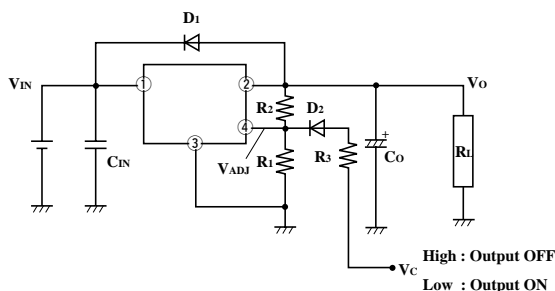 D1
VIN
1
2
VO
R2
D2
4
+
3
CIN
VADJ
R1
R3
CO
RL
VC
High : Output OFF
Low : Output ON